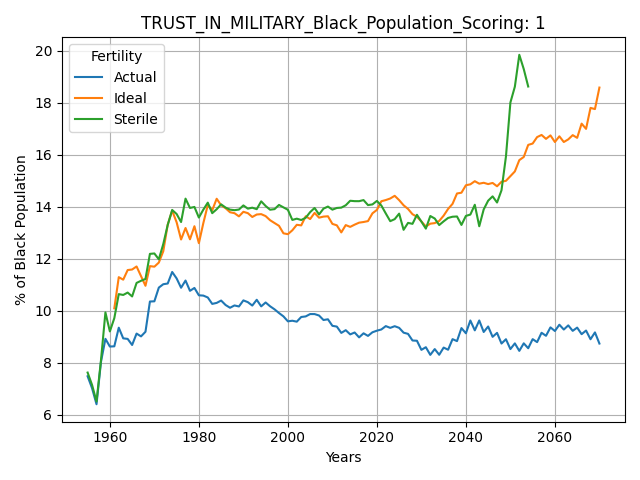 TRUST_IN_MILITARY_Black_Population_Scoring: 1
Fertility
Actual
Ideal
Sterile
% of Black Population
20
18
16
14
12
10
8
6
1960
1980
2000
2020
2040
2060
Years